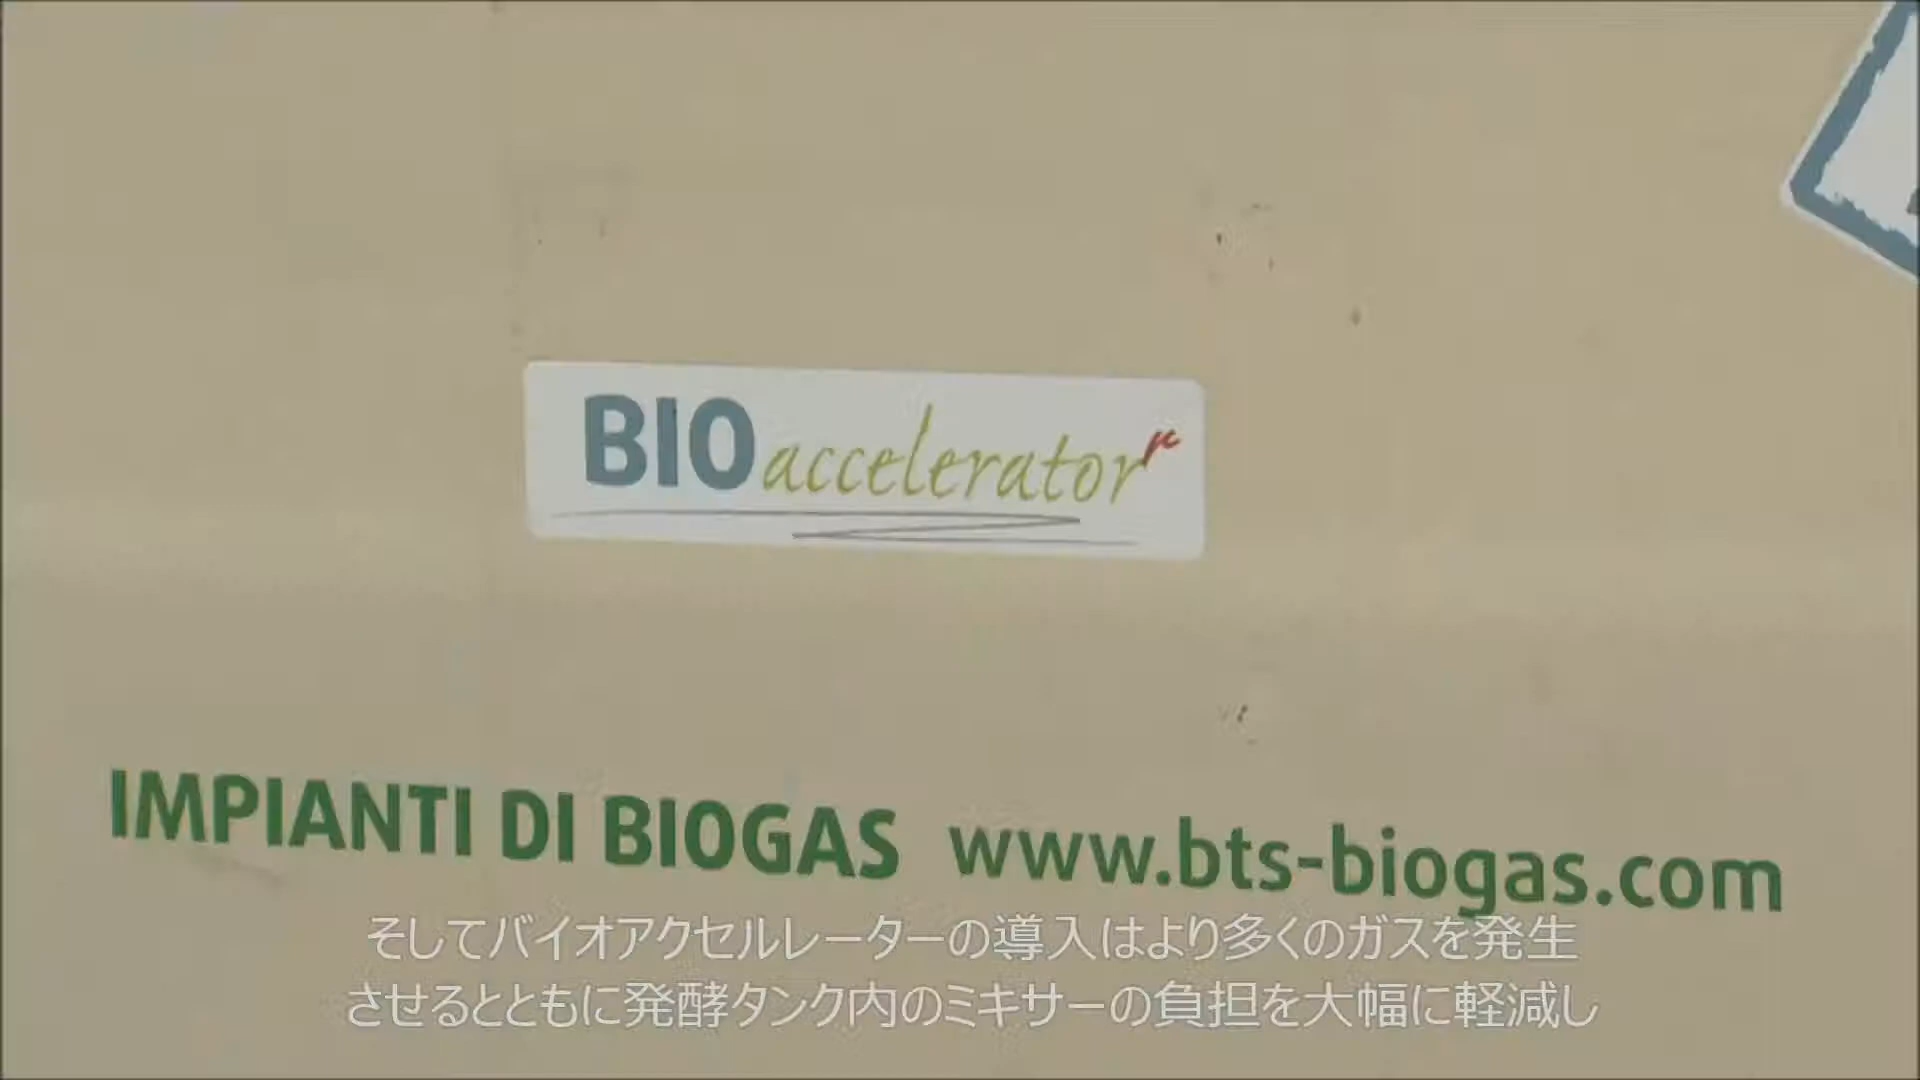 BIOaccelerator r
IMPIANTI DI BIOGAS www.bts-biogas.com
そしてバイオアクセルレーターの導入はより多くのガスを発生
させるとともに発酵タンク内のミキサーの負担を大幅に軽減し